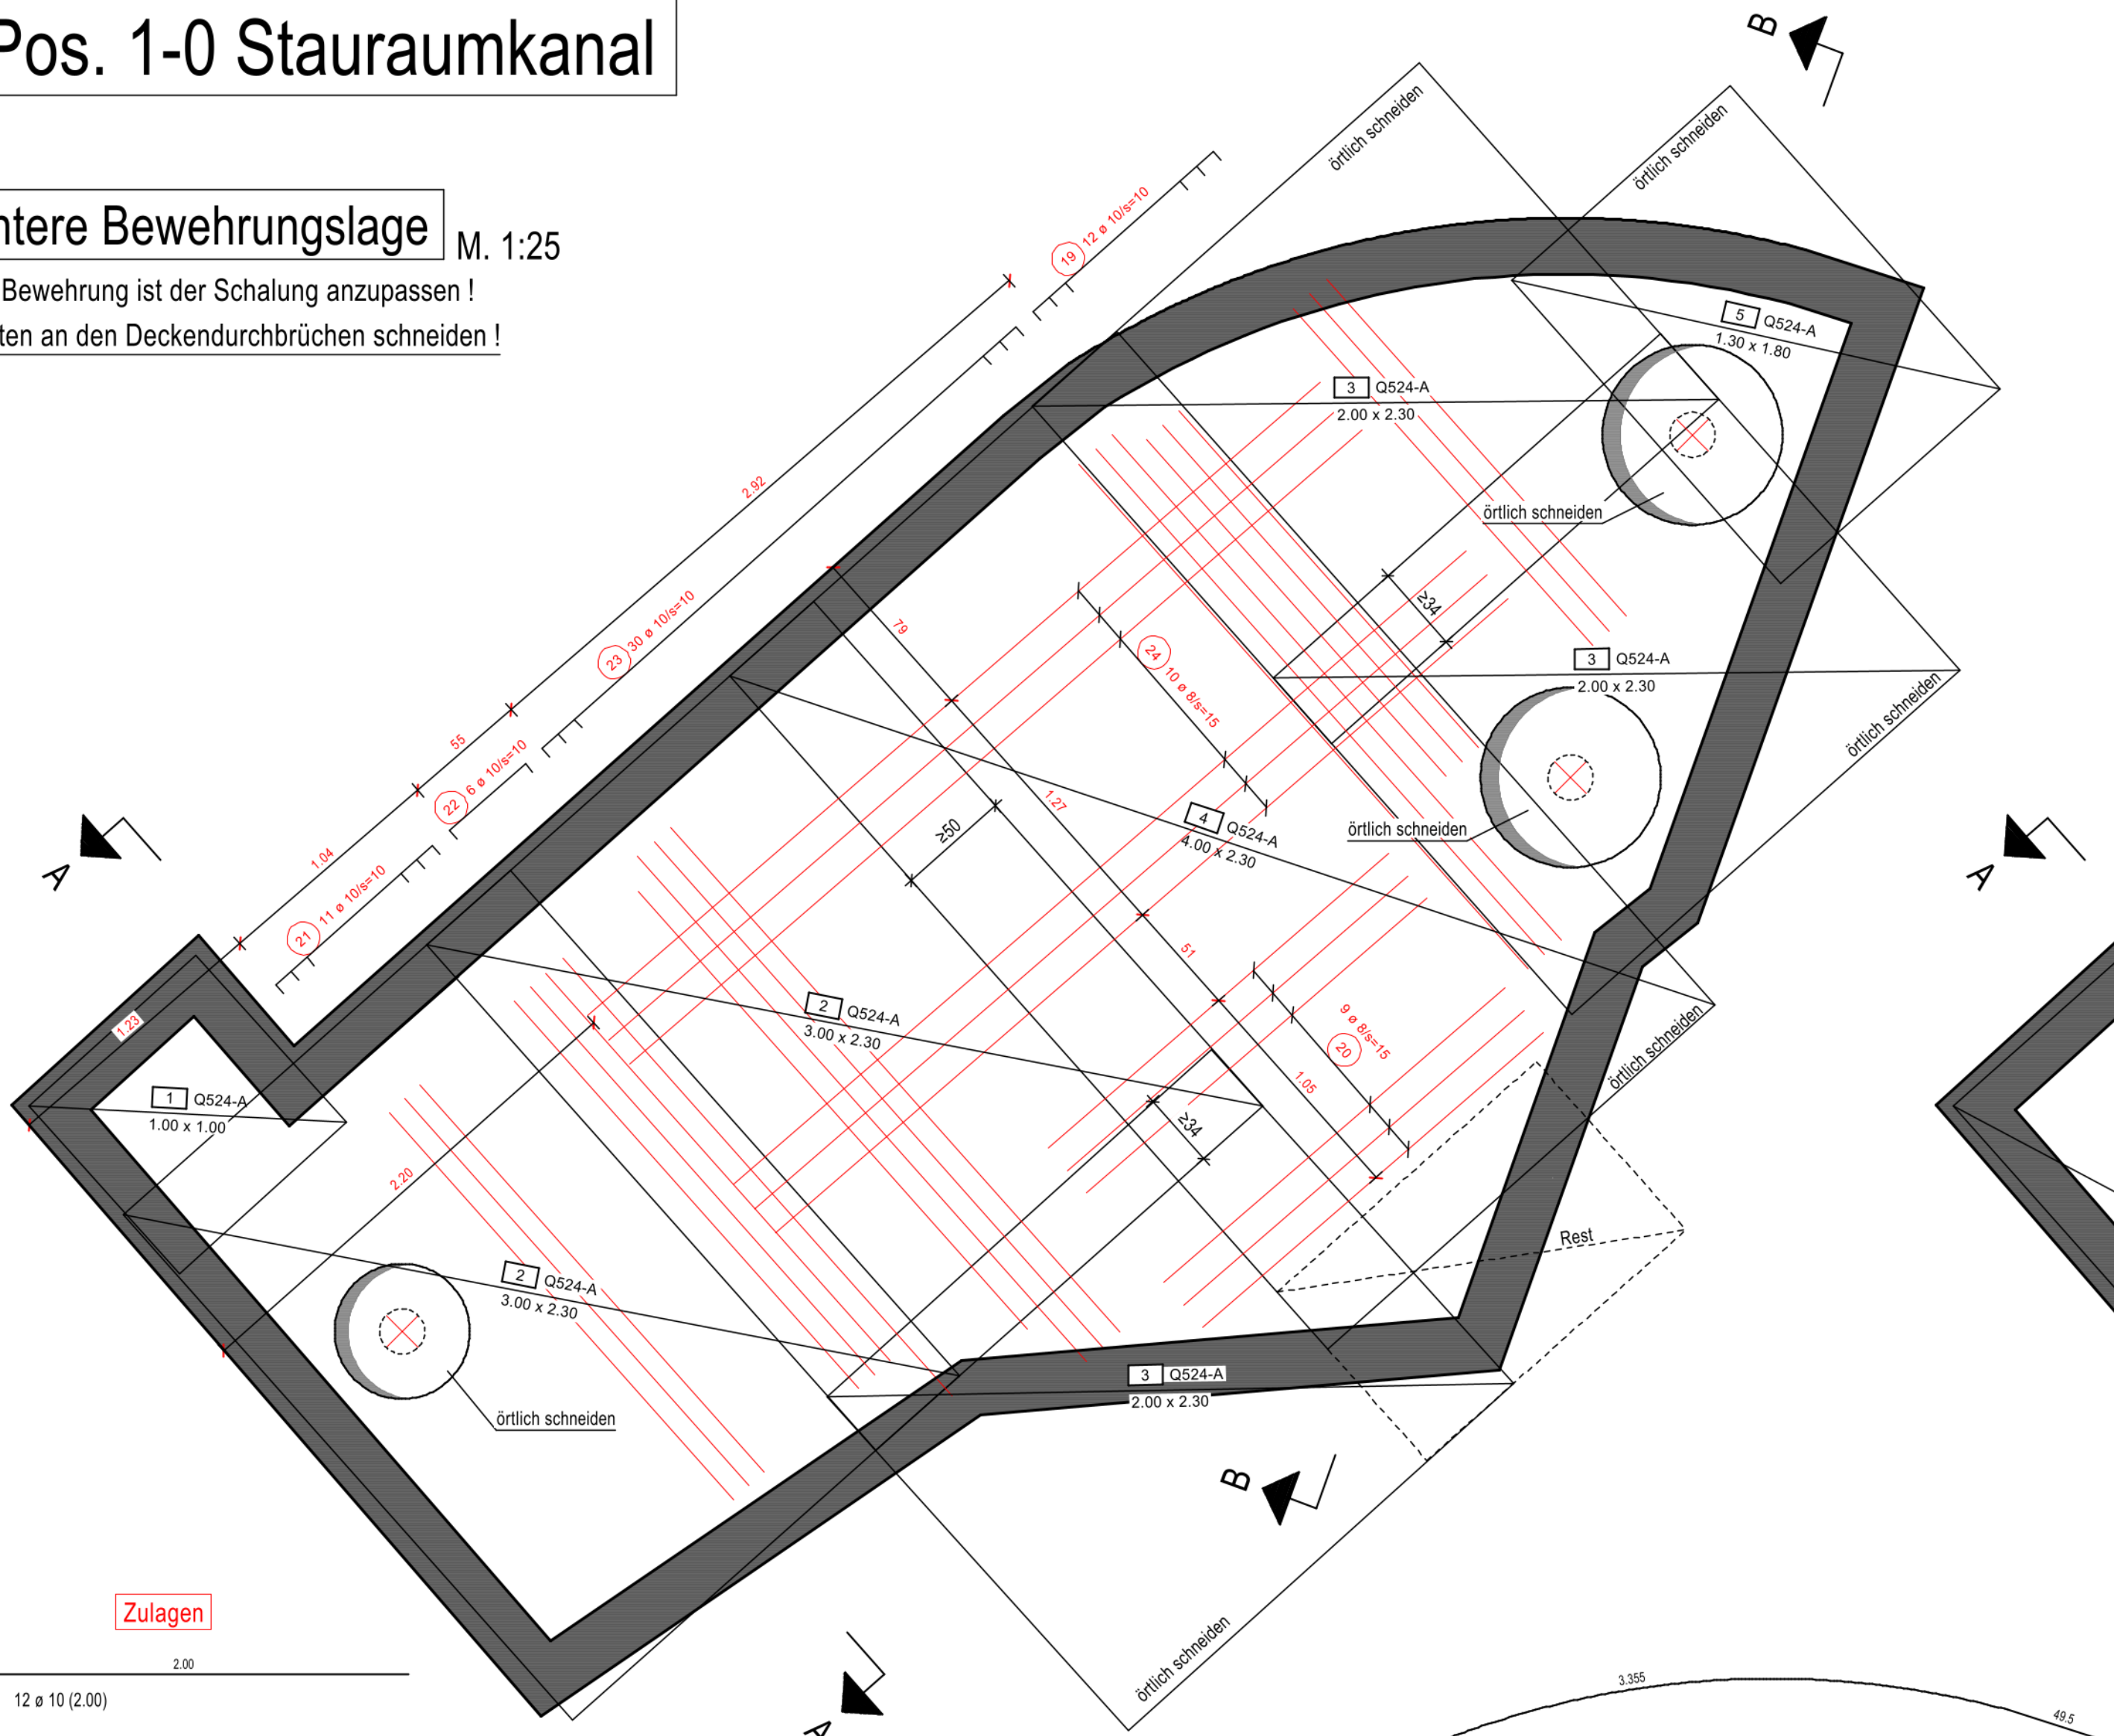 Pos. 1-0 Stauraumkanal
ntere Bewehrungslage
M. 1:25
Bewehrung ist der Schalung anzupassen !
ten an den Deckendurchbrüchen schneiden !
B
örtlich schneiden
örtlich schneiden
19 12 ø 10/s=10
5 Q524-A
1.30 x 1.80
3 Q524-A
2.00 x 2.30
2.92
örtlich schneiden
79
23 30 ø 10/s=10
≥34
24 10 ø 8/s=15
3 Q524-A
2.00 x 2.30
örtlich schneiden
55
22 6 ø 10/s=10
1.27
≥50
4 Q524-A
4.00 x 2.30
örtlich schneiden
A
1.04
21 11 ø 10/s=10
A
51
1.23
2 Q524-A
3.00 x 2.30
9 ø 8/s=15
20
örtlich schneiden
1 Q524-A
1.00 x 1.00
1.05
≥34
2.20
Rest
2 Q524-A
3.00 x 2.30
3 Q524-A
2.00 x 2.30
örtlich schneiden
B
Zulagen
2.00
12 ø 10 (2.00)
örtlich schneiden
A
3.355
49.5